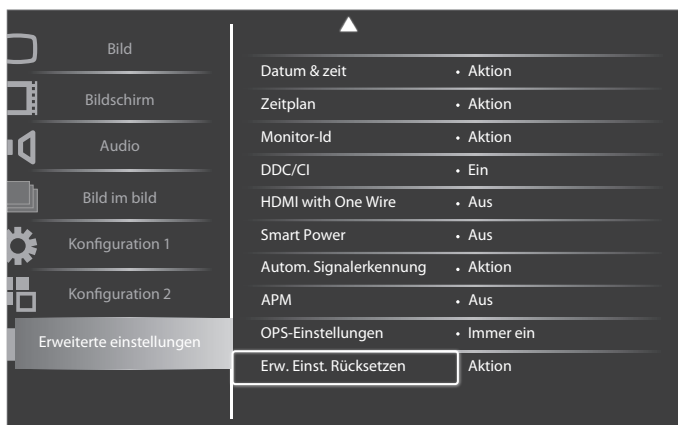 Bild
Bildschirm
Audio
Bild im bild
Konfiguration 1
Konfiguration 2
Erweiterte einstellungen
Datum & zeit • Aktion
Zeitplan • Aktion
Monitor-Id • Aktion
DDC/CI • Ein
HDMI with One Wire • Aus
Smart Power • Aus
Autom. Signalerkennung • Aktion
APM • Aus
OPS-Einstellungen • Immer ein
Erw. Einst. Rücksetzen Aktion